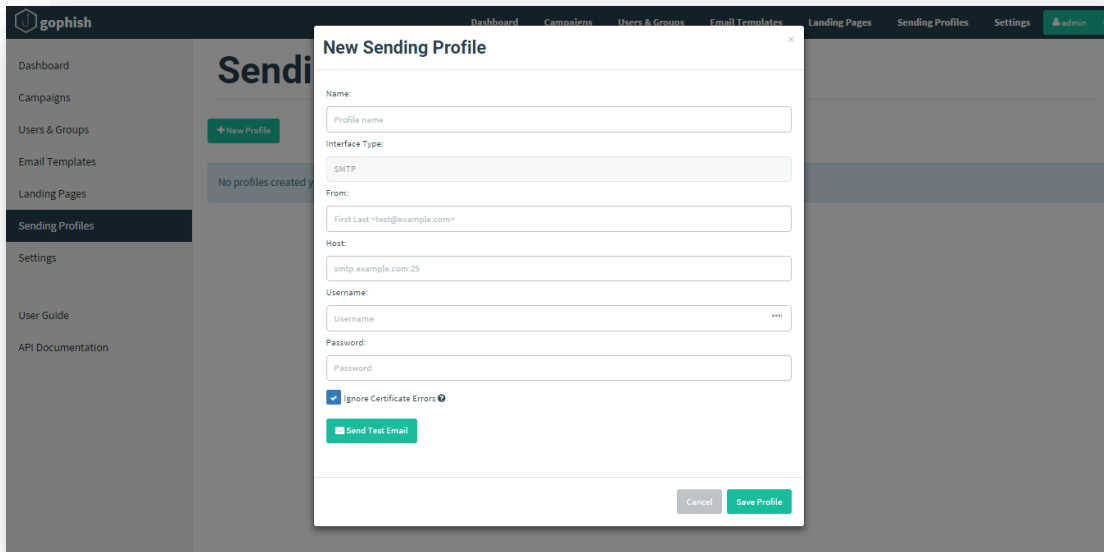 gophish
Dashboard Campaigns Users & Groups Email Templates Landing Pages Sending Profiles Settings admin
Dashboard
Campaigns
Users & Groups
Email Templates
Landing Pages
Sending Profiles
Settings
User Guide
API Documentation
Sendi
New Profile
No profiles created y
New Sending Profile
×
Name:
Profile name
Interface Type:
SMTP
From:
First Last <test@example.com>
Host:
smtp.example.com:25
Username:
Username
Password:
Password
Ignore Certificate Errors
Send Test Email
Cancel Save Profile